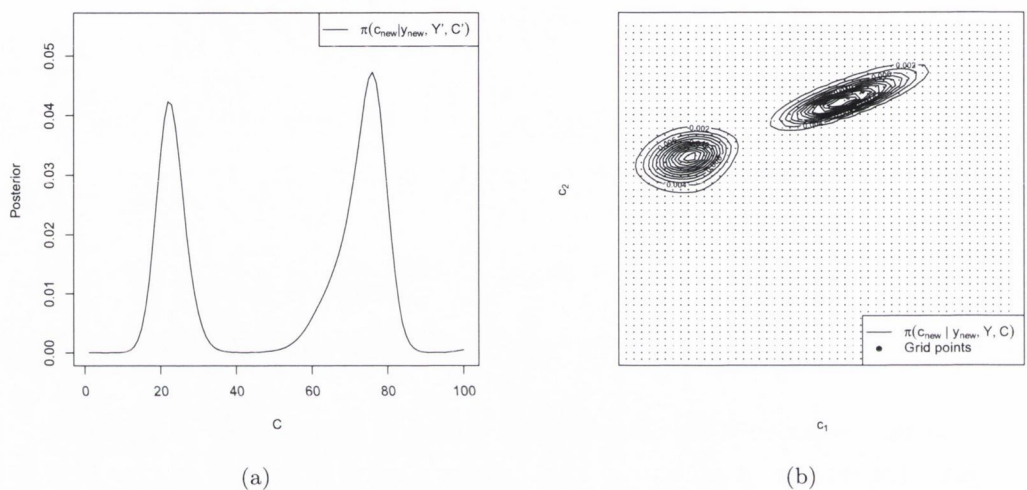 π(c_new|y_new, Y', C')
0.05
0.04
0.03
0.02
0.01
0.00
Posterior
0 20 40 60 80 100
C
(a)
0.002
0.002
0.004
c_2
π(c_new | y_new, Y, C)
Grid points
c_1
(b)